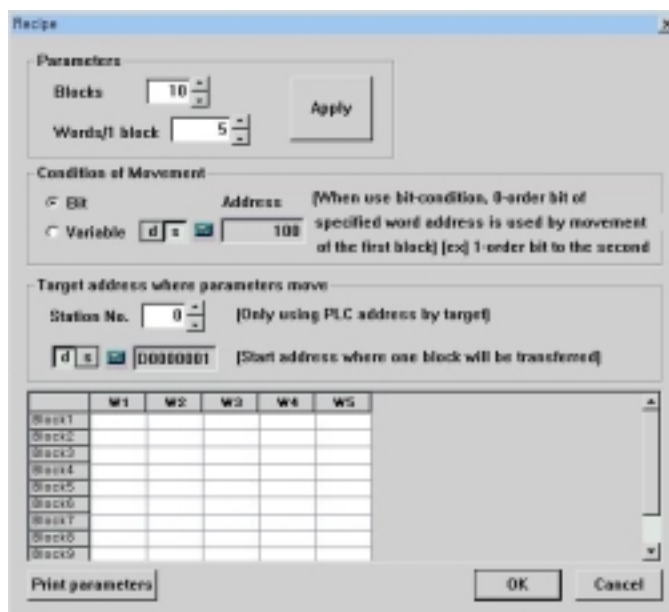 Recipe
Parameters
Blocks 10
Apply
Words/1 block 5
Condition of Movement
Bit Address (When use bit-condition, 0-order bit of
Variable d s 100 specified word address is used by movement
of the first block) (ex) 1-order bit to the second
Target address where parameters move
Station No. 0 (Only using PLC address by target)
d s D0000001 (Start address where one block will be transferred)
W1 W2 W3 W4 W5
Block1
Block2
Block3
Block4
Block5
Block6
Block7
Block8
Block9
Print parameters OK Cancel